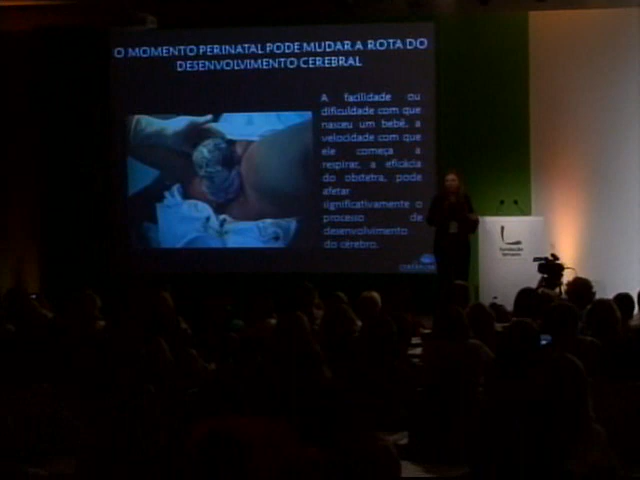 O MOMENTO PERINATAL PODE MUDAR A ROTA DO
DESENVOLVIMENTO CEREBRAL
A facilidade ou
dificuldade com que
nasceu um bebê, a
velocidade com que
ele começa a
respirar, a eficácia
do obstetra, pode
afetar
significativamente o
processo de
desenvolvimento
do cérebro.